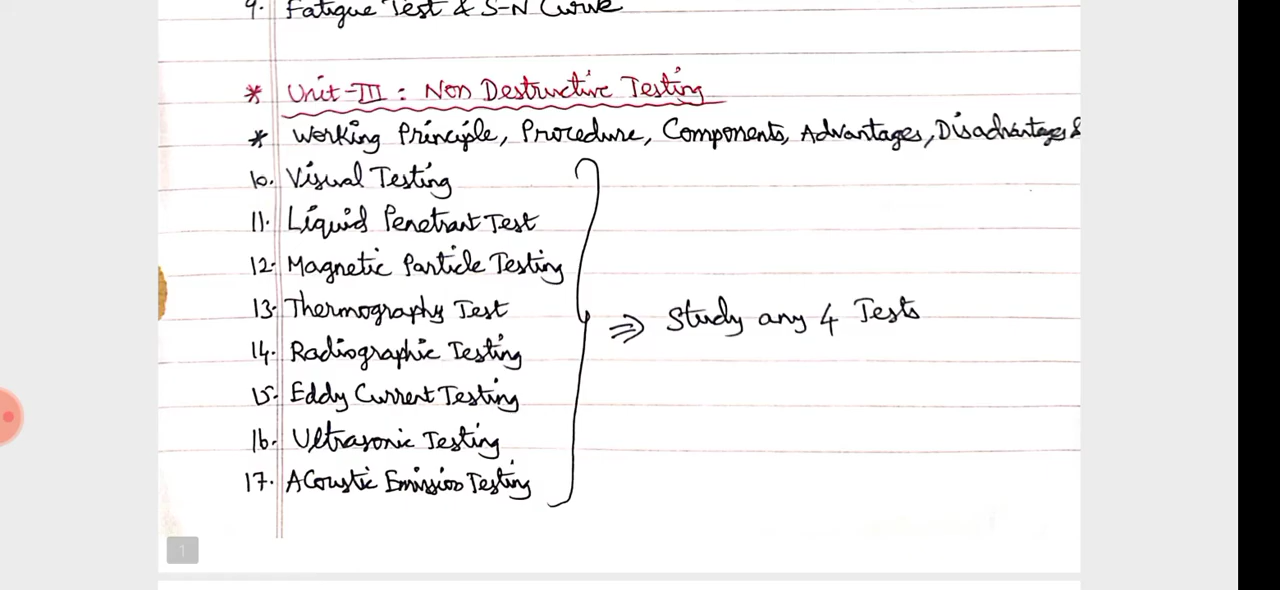 9. Fatigue Test & S-N Curve
* Unit-III : Non Destructive Testing
* Working Principle, Procedure, Components, Advantages, Disadvantages &
10. Visual Testing
11. Liquid Penetrant Test
12. Magnetic Particle Testing
13. Thermography Test
⇒ Study any 4 Tests
14. Radiographic Testing
15. Eddy Current Testing
16. Ultrasonic Testing
17. Acoustic Emission Testing
1